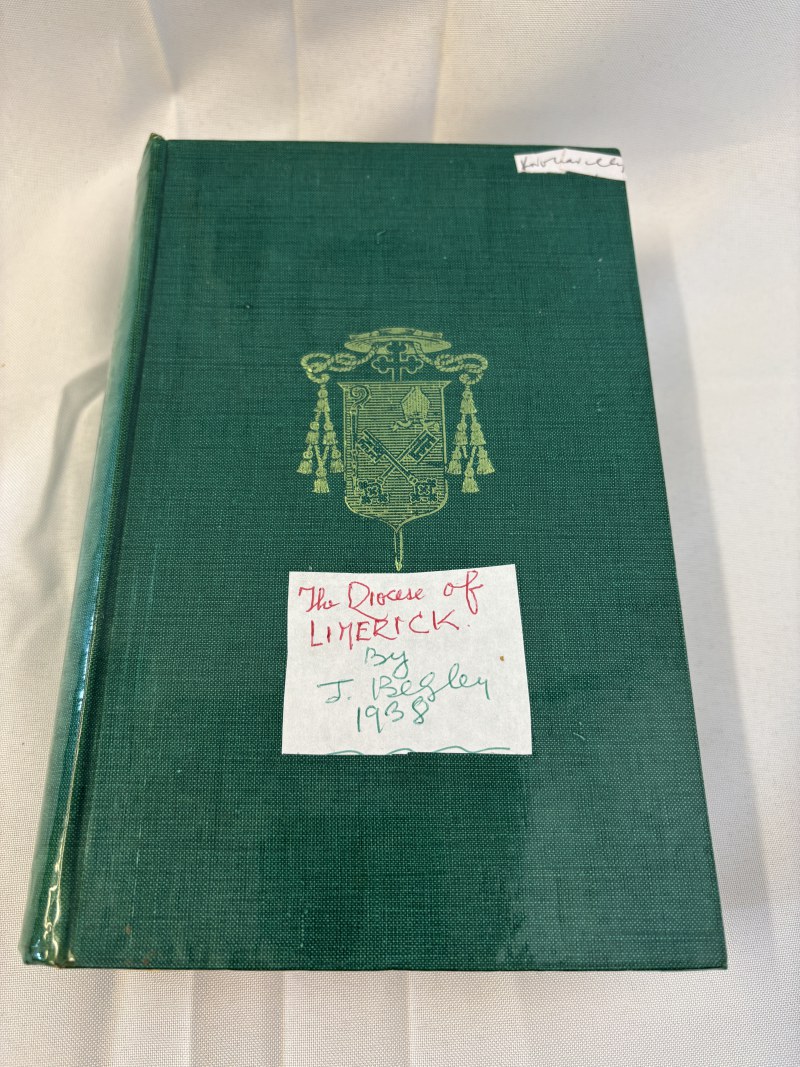 The Diocese of
LIMERICK.
By
J. Begley
1938